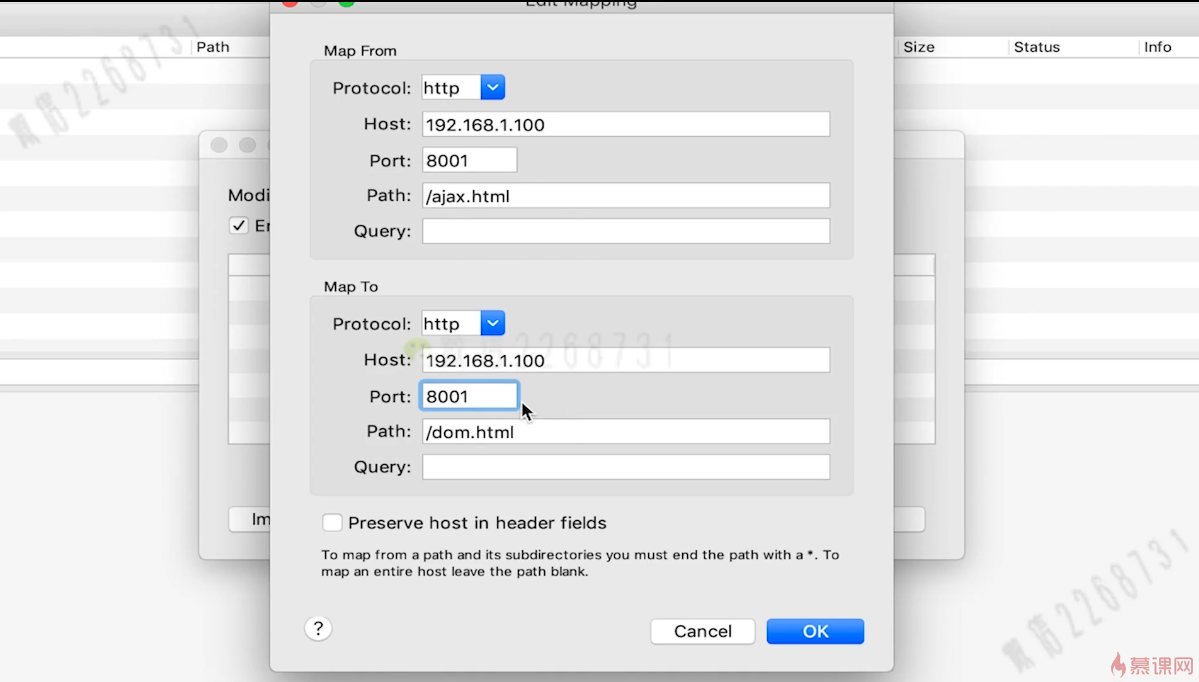 Edit Mapping
Path
Size
Status
Info
Map From
Protocol: http
Host: 192.168.1.100
Port: 8001
Path: /ajax.html
Query:
Map To
Protocol: http
Host: 192.168.1.100
Port: 8001
Path: /dom.html
Query:
Preserve host in header fields
To map from a path and its subdirectories you must end the path with a *. To
map an entire host leave the path blank.
?
Cancel
OK
Modi
En
Im
2268731
2268731
2268731
慕课网